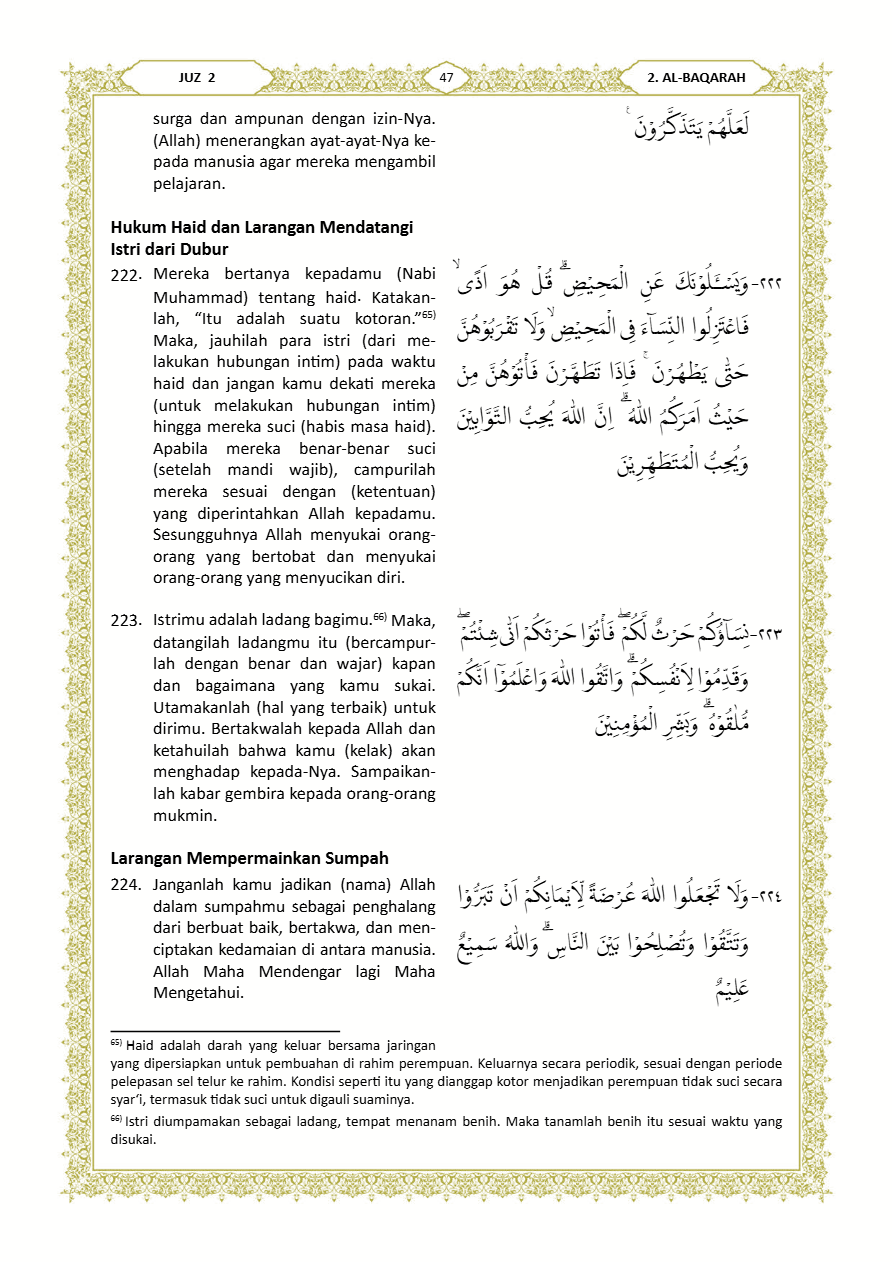 JUZ 2
47
2. AL-BAQARAH
surga dan ampunan dengan izin-Nya.
(Allah) menerangkan ayat-ayat-Nya ke-
pada manusia agar mereka mengambil
pelajaran.
لَعَلَّهُمْ يَتَذَكَّرُوْنَ ࣖ
Hukum Haid dan Larangan Mendatangi
Istri dari Dubur
222. Mereka bertanya kepadamu (Nabi
Muhammad) tentang haid. Katakan-
lah, “Itu adalah suatu kotoran.”65)
Maka, jauhilah para istri (dari me-
lakukan hubungan intim) pada waktu
haid dan jangan kamu dekati mereka
(untuk melakukan hubungan intim)
hingga mereka suci (habis masa haid).
Apabila mereka benar-benar suci
(setelah mandi wajib), campurilah
mereka sesuai dengan (ketentuan)
yang diperintahkan Allah kepadamu.
Sesungguhnya Allah menyukai orang-
orang yang bertobat dan menyukai
orang-orang yang menyucikan diri.
٢٢٢- وَيَسْـَٔلُوْنَكَ عَنِ الْمَحِيْضِۗ قُلْ هُوَ اَذًىۙ
فَاعْتَزِلُوا النِّسَاۤءَ فِى الْمَحِيْضِۙ وَلَا تَقْرَبُوْهُنَّ
حَتّٰى يَطْهُرْنَ ۚ فَاِذَا تَطَهَّرْنَ فَأْتُوْهُنَّ مِنْ
حَيْثُ اَمَرَكُمُ اللّٰهُ ۗ اِنَّ اللّٰهَ يُحِبُّ التَّوَّابِيْنَ
وَيُحِبُّ الْمُتَطَهِّرِيْنَ
223. Istrimu adalah ladang bagimu.66) Maka,
datangilah ladangmu itu (bercampur-
lah dengan benar dan wajar) kapan
dan bagaimana yang kamu sukai.
Utamakanlah (hal yang terbaik) untuk
dirimu. Bertakwalah kepada Allah dan
ketahuilah bahwa kamu (kelak) akan
menghadap kepada-Nya. Sampaikan-
lah kabar gembira kepada orang-orang
mukmin.
٢٢٣- نِسَاۤؤُكُمْ حَرْثٌ لَّكُمْ ۖ فَأْتُوْا حَرْثَكُمْ اَنّٰى شِئْتُمْ ۖ
وَقَدِّمُوْا لِاَنْفُسِكُمْ ۗ وَاتَّقُوا اللّٰهَ وَاعْلَمُوْٓا اَنَّكُمْ
مُّلٰقُوْهُ ۗ وَبَشِّرِ الْمُؤْمِنِيْنَ
Larangan Mempermainkan Sumpah
224. Janganlah kamu jadikan (nama) Allah
dalam sumpahmu sebagai penghalang
dari berbuat baik, bertakwa, dan men-
ciptakan kedamaian di antara manusia.
Allah Maha Mendengar lagi Maha
Mengetahui.
٢٢٤- وَلَا تَجْعَلُوا اللّٰهَ عُرْضَةً لِّاَيْمَانِكُمْ اَنْ تَبَرُّوْا
وَتَتَّقُوْا وَتُصْلِحُوْا بَيْنَ النَّاسِۗ وَاللّٰهُ سَمِيْعٌ
عَلِيْمٌ
65) Haid adalah darah yang keluar bersama jaringan
yang dipersiapkan untuk pembuahan di rahim perempuan. Keluarnya secara periodik, sesuai dengan periode
pelepasan sel telur ke rahim. Kondisi seperti itu yang dianggap kotor menjadikan perempuan tidak suci secara
syar‘i, termasuk tidak suci untuk digauli suaminya.
66) Istri diumpamakan sebagai ladang, tempat menanam benih. Maka tanamlah benih itu sesuai waktu yang
disukai.